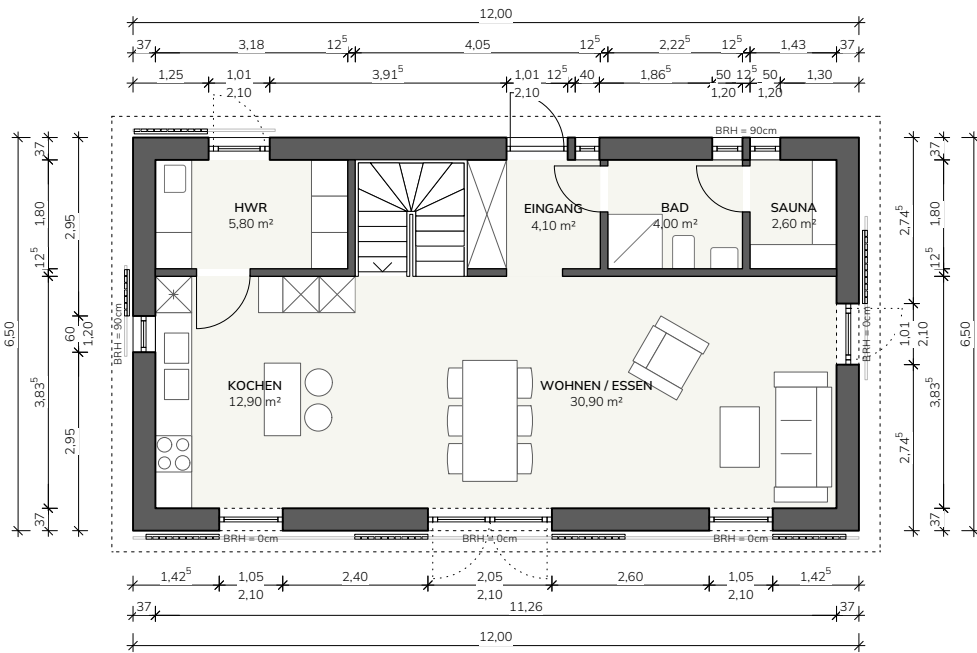 12,00
37 3,18 12⁵ 4,05 12⁵ 2,22⁵ 12⁵ 1,43 37
1,25 1,01 3,91⁵ 1,01 12⁵ 40 1,86⁵ 50 12⁵ 50 1,30
2,10 2,10 1,20 1,20
BRH = 90cm
HWR
5,80 m²
EINGANG
4,10 m²
BAD
4,00 m²
SAUNA
2,60 m²
KOCHEN
12,90 m²
WOHNEN / ESSEN
30,90 m²
6,50
37
1,80
12⁵
3,83⁵
37
2,95
60
1,20
2,95
BRH = 90cm
BRH = 0cm
2,74⁵
1,01
2,10
2,74⁵
37
1,80
12⁵
3,83⁵
37
6,50
BRH = 0cm BRH = 0cm BRH = 0cm
1,42⁵ 1,05 2,40 2,05 2,60 1,05 1,42⁵
2,10 2,10 2,10
37 11,26 37
12,00